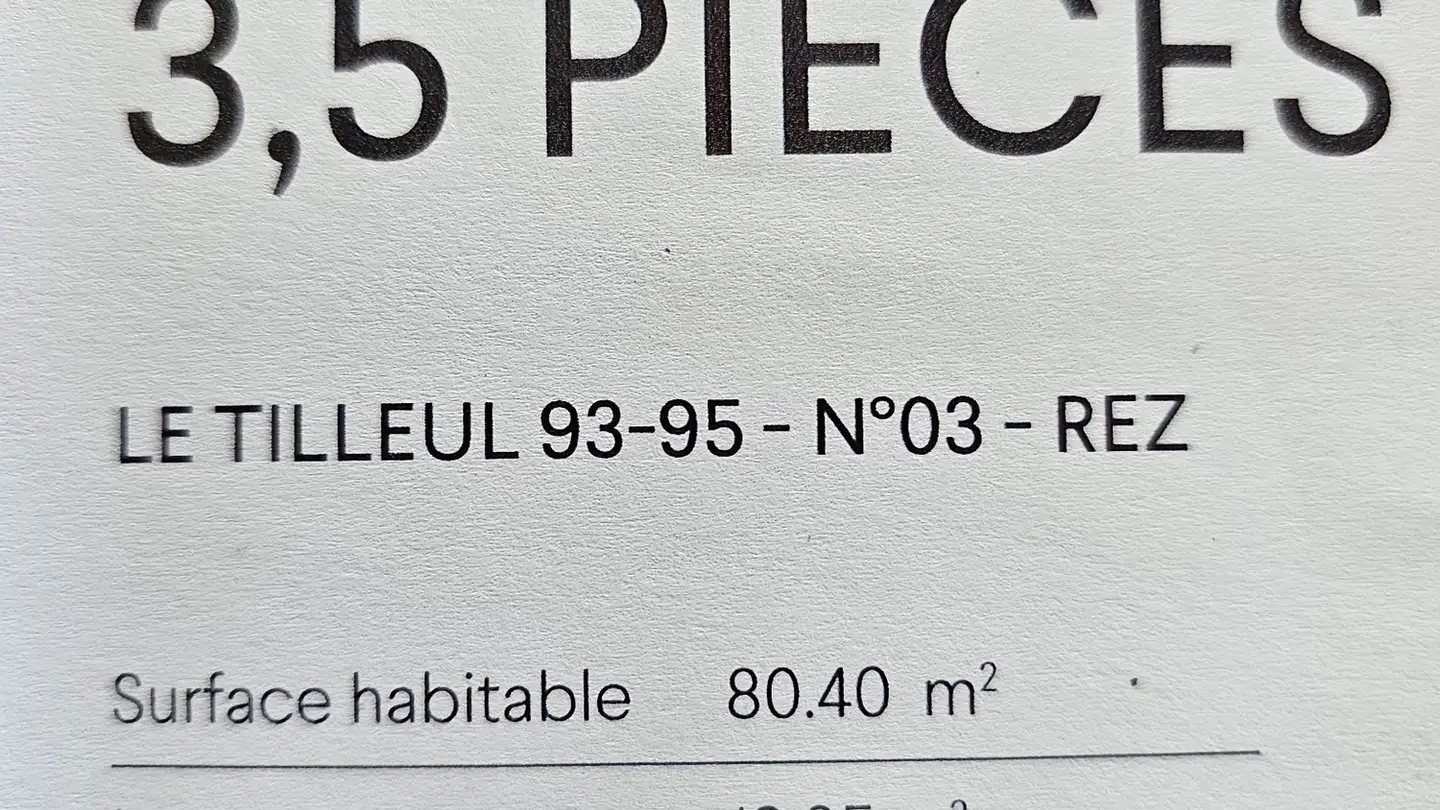 3,5 PIECES
LE TILLEUL 93-95 - N°03 - REZ
Surface habitable 80.40 m²